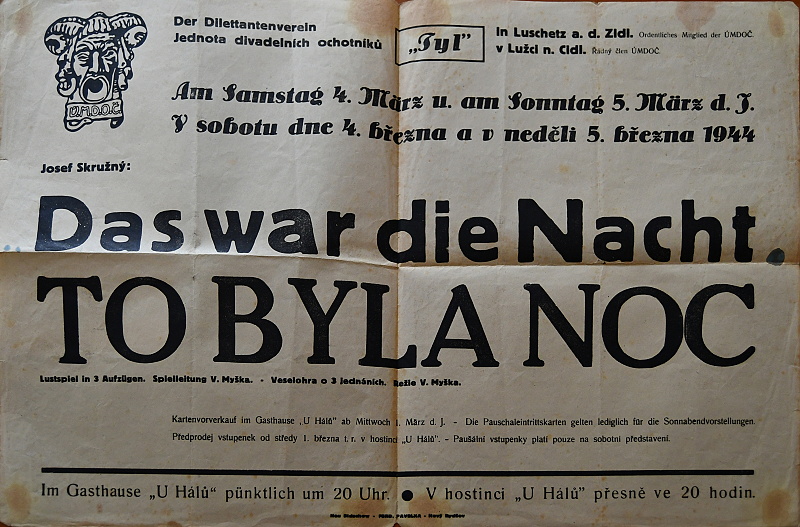 Ú.M.D.O.Č.
Der Dilettantenverein
Jednota divadelních ochotníků
„Tyl"
in Luschetz a. d. Zldl. Ordentliches Mitglied der ÚMDOČ.
v Lužci n. Cidl. Řádný člen ÚMDOČ.
Am Samstag 4. März u. am Sonntag 5. März d. J.
V sobotu dne 4. března a v neděli 5. března 1944
Josef Skružný:
Das war die Nacht.
TO BYLA NOC
Lustspiel in 3 Aufzügen. Spielleitung V. Myška. - Veselohra o 3 jednáních. Režie V. Myška.
Kartenvorverkauf im Gasthause „U Hálů" ab Mittwoch 1. März d. J. – Die Pauschaleintrittskarten gelten lediglich für die Sonnabendvorstellungen.
Předprodej vstupenek od středy 1. března t. r. v hostinci „U Hálů". – Paušální vstupenky platí pouze na sobotní představení.
Im Gasthause „U Hálů" pünktlich um 20 Uhr. ● V hostinci „U Hálů" přesně ve 20 hodin.
PAVELKA - Nový Bydžov